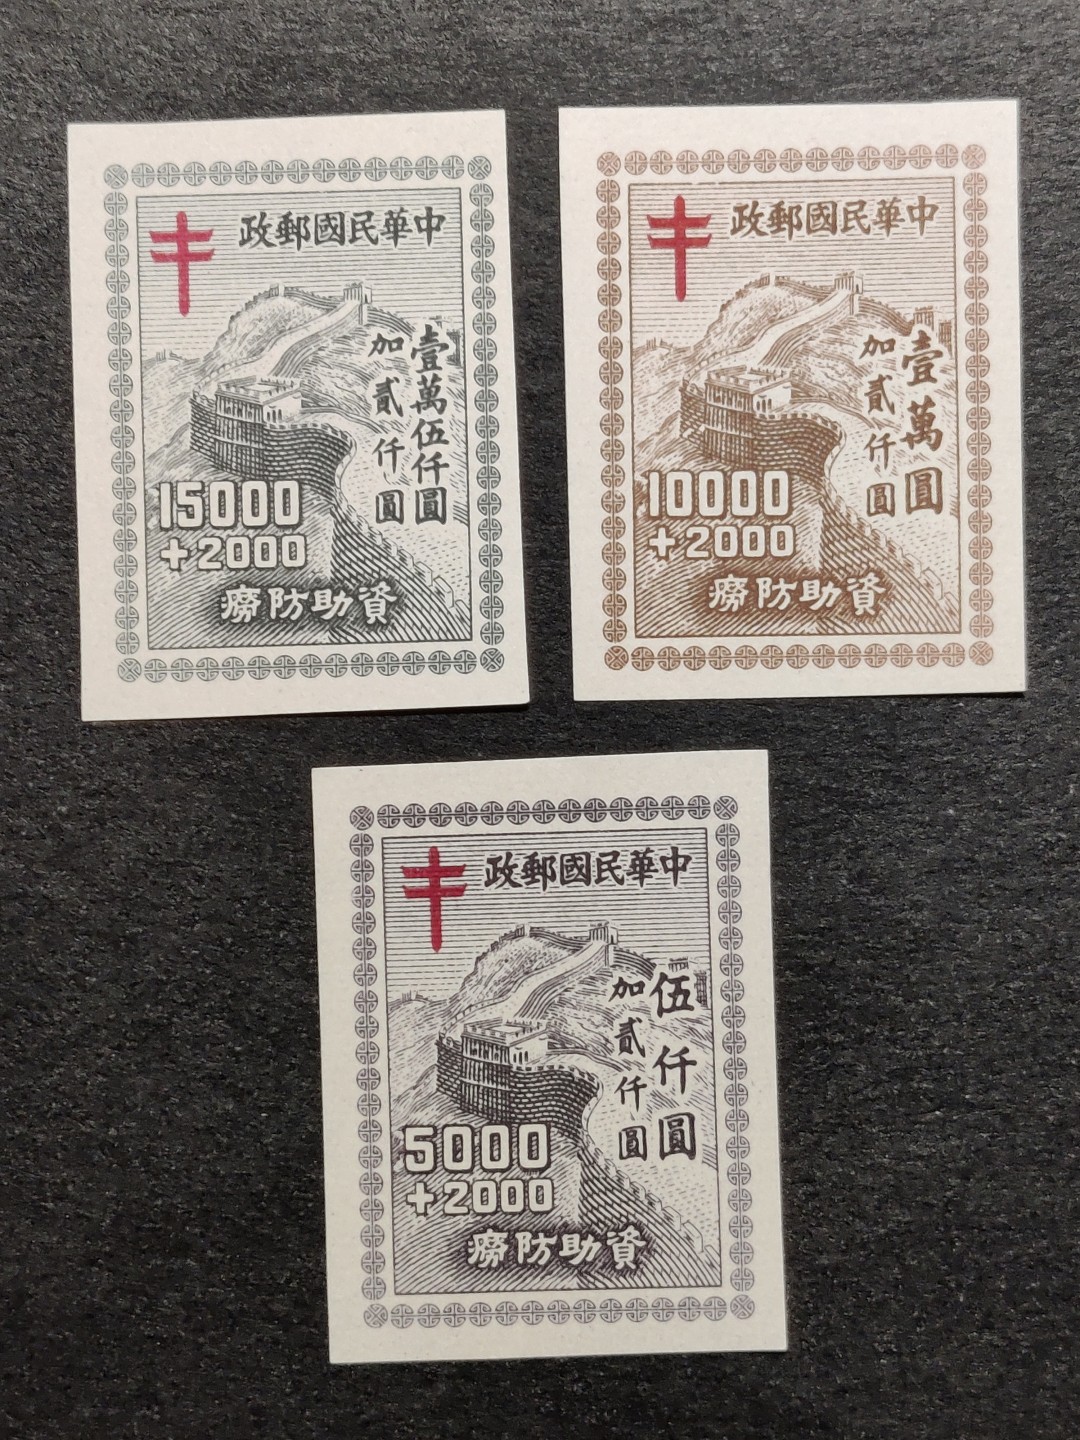 中華民國郵政
壹萬伍仟圓
加貳仟圓
15000
+2000
資助防癆
中華民國郵政
壹萬圓
加貳仟圓
10000
+2000
資助防癆
中華民國郵政
伍仟圓
加貳仟圓
5000
+2000
資助防癆